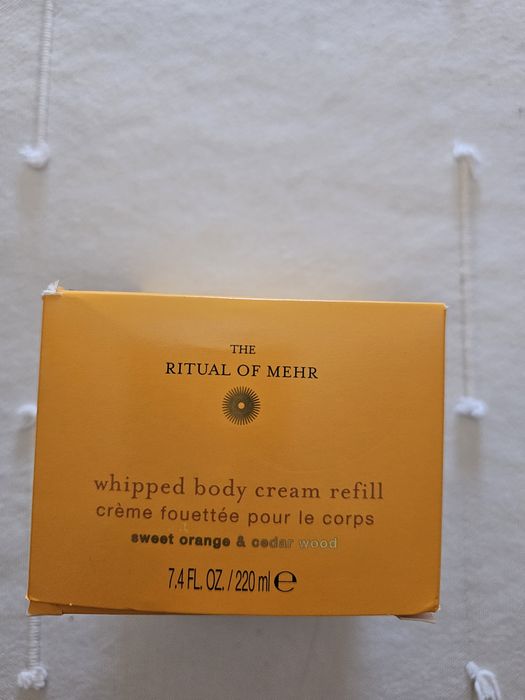 THE
RITUAL OF MEHR
whipped body cream refill
crème fouettée pour le corps
sweet orange & cedar wood
7.4 FL. OZ. / 220 ml ℮